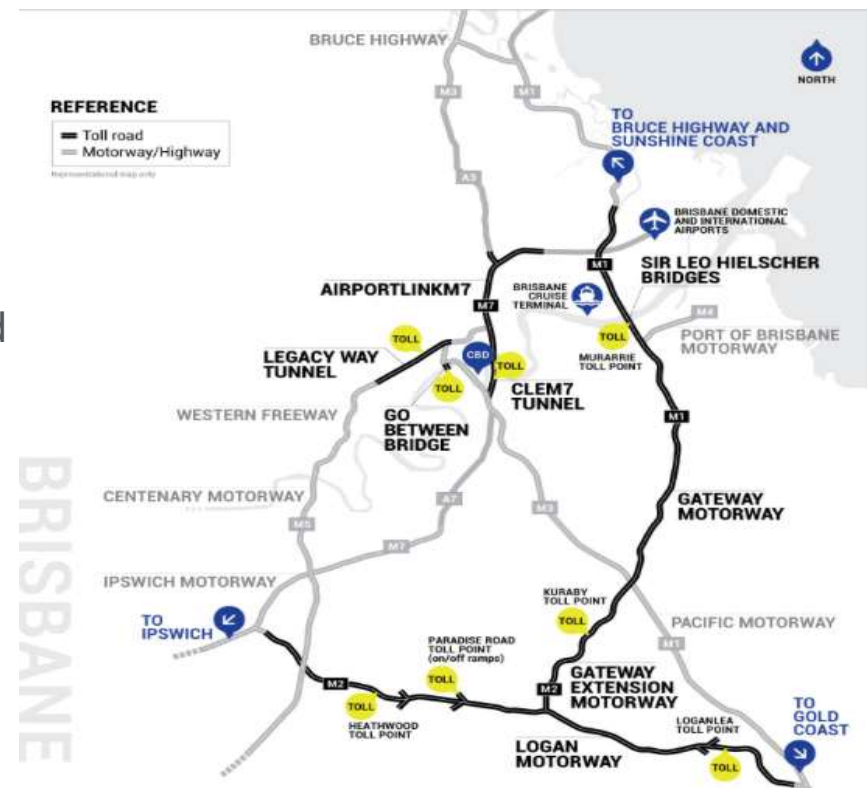 BRUCE HIGHWAY
NORTH
REFERENCE
Toll road
Motorway/Highway
Representational map only
M3
M1
TO
BRUCE HIGHWAY AND
SUNSHINE COAST
A3
BRISBANE DOMESTIC
AND INTERNATIONAL
AIRPORTS
M1
SIR LEO HIELSCHER
BRIDGES
AIRPORTLINKM7
M7
BRISBANE
CRUISE
TERMINAL
M4
PORT OF BRISBANE
MOTORWAY
TOLL
TOLL
MURARRIE
TOLL POINT
LEGACY WAY
TUNNEL
CBD
TOLL
TOLL
CLEM7
TUNNEL
WESTERN FREEWAY
GO
BETWEEN
BRIDGE
M1
CENTENARY MOTORWAY
A7
M3
GATEWAY
MOTORWAY
M5
M7
IPSWICH MOTORWAY
KURABY
TOLL POINT
TOLL
TO
IPSWICH
PACIFIC MOTORWAY
M1
PARADISE ROAD
TOLL POINT
(on/off ramps)
TOLL
M2
TOLL
HEATHWOOD
TOLL POINT
M2
GATEWAY
EXTENSION
MOTORWAY
TO
GOLD
COAST
LOGANLEA
TOLL POINT
TOLL
LOGAN
MOTORWAY
BRISBANE